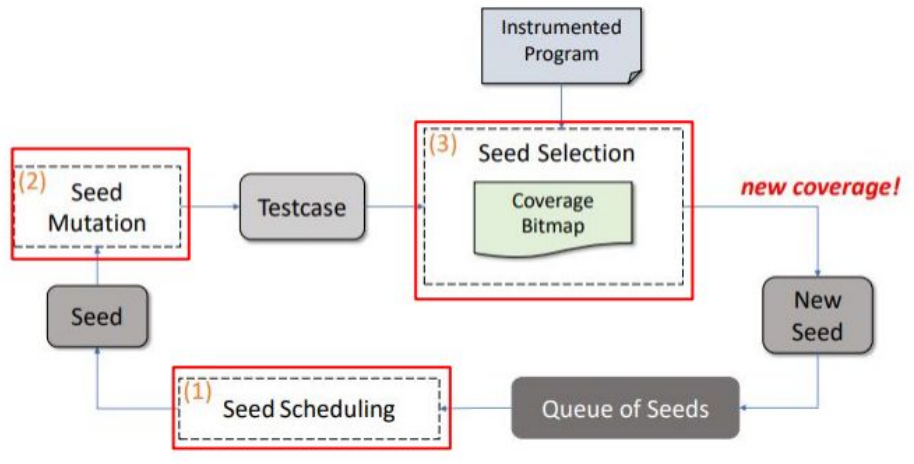 Instrumented
Program
(3)
Seed Selection
Coverage
Bitmap
new coverage!
(2)
Seed
Mutation
Testcase
Seed
New
Seed
(1)
Seed Scheduling
Queue of Seeds